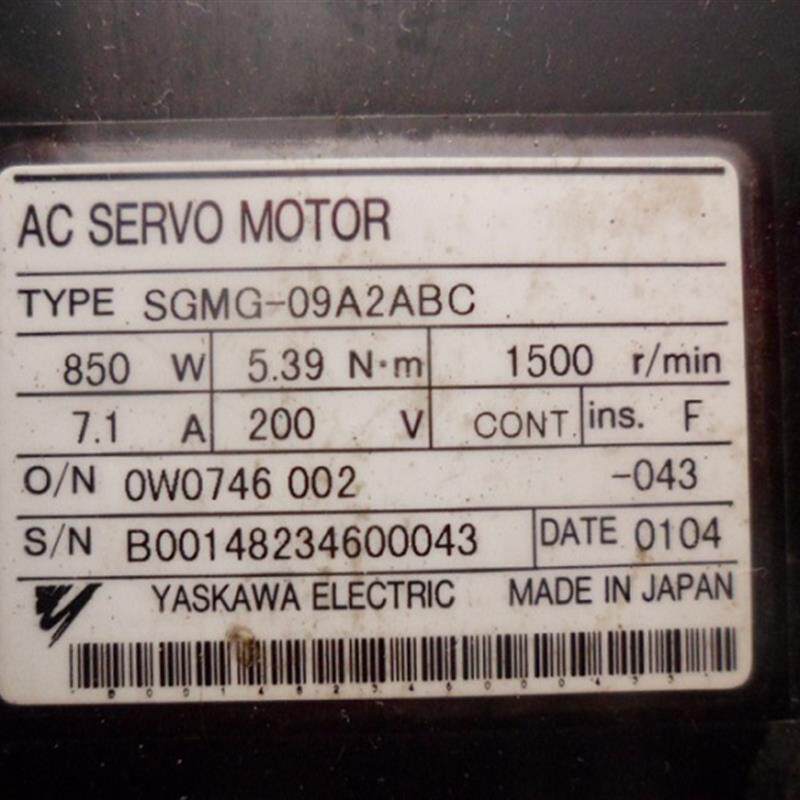 AC SERVO MOTOR
TYPE SGMG-09A2ABC
850 W 5.39 N·m 1500 r/min
7.1 A 200 V CONT. ins. F
O/N 0W0746 002 -043
S/N B00148234600043 DATE 0104
YASKAWA ELECTRIC MADE IN JAPAN